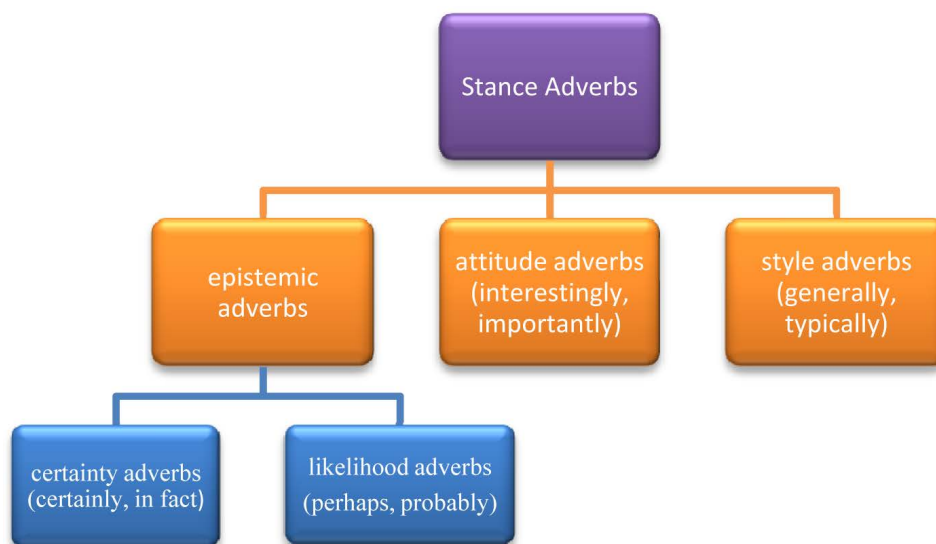 Stance Adverbs
epistemic
adverbs
attitude adverbs
(interestingly,
importantly)
style adverbs
(generally,
typically)
certainty adverbs
(certainly, in fact)
likelihood adverbs
(perhaps, probably)